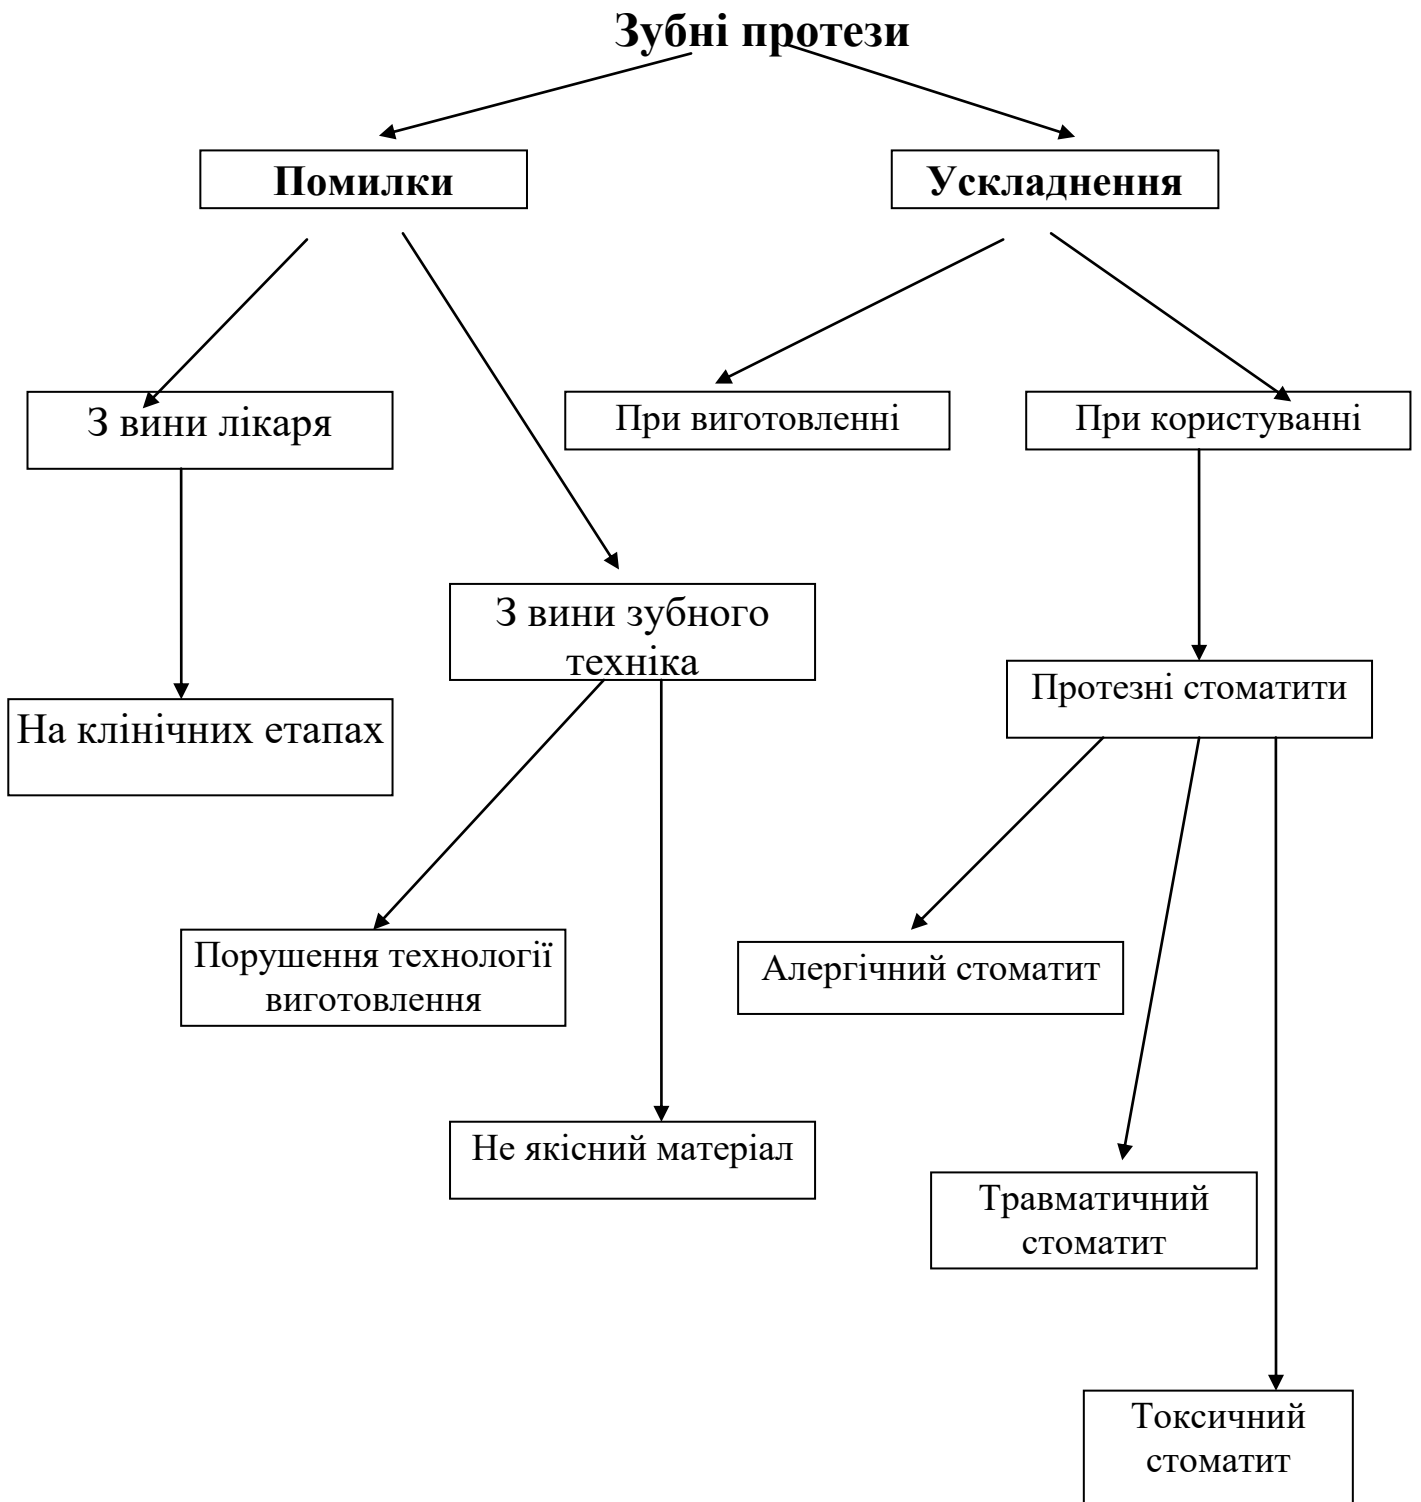 Зубні протези
Помилки
Ускладнення
З вини лікаря
При виготовленні
При користуванні
З вини зубного
техніка
Протезні стоматити
На клінічних етапах
Порушення технології
виготовлення
Алергічний стоматит
Не якісний матеріал
Травматичний
стоматит
Токсичний
стоматит